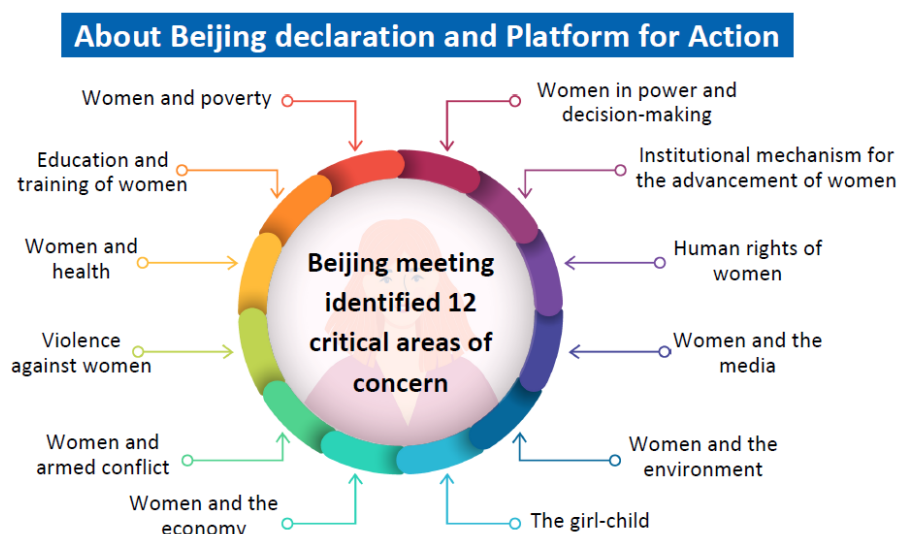 About Beijing declaration and Platform for Action
Women and poverty
Women in power and
decision-making
Education and
training of women
Institutional mechanism for
the advancement of women
Women and
health
Human rights of
women
Beijing meeting
identified 12
critical areas of
concern
Violence
against women
Women and the
media
Women and
armed conflict
Women and the
environment
Women and the
economy
The girl-child